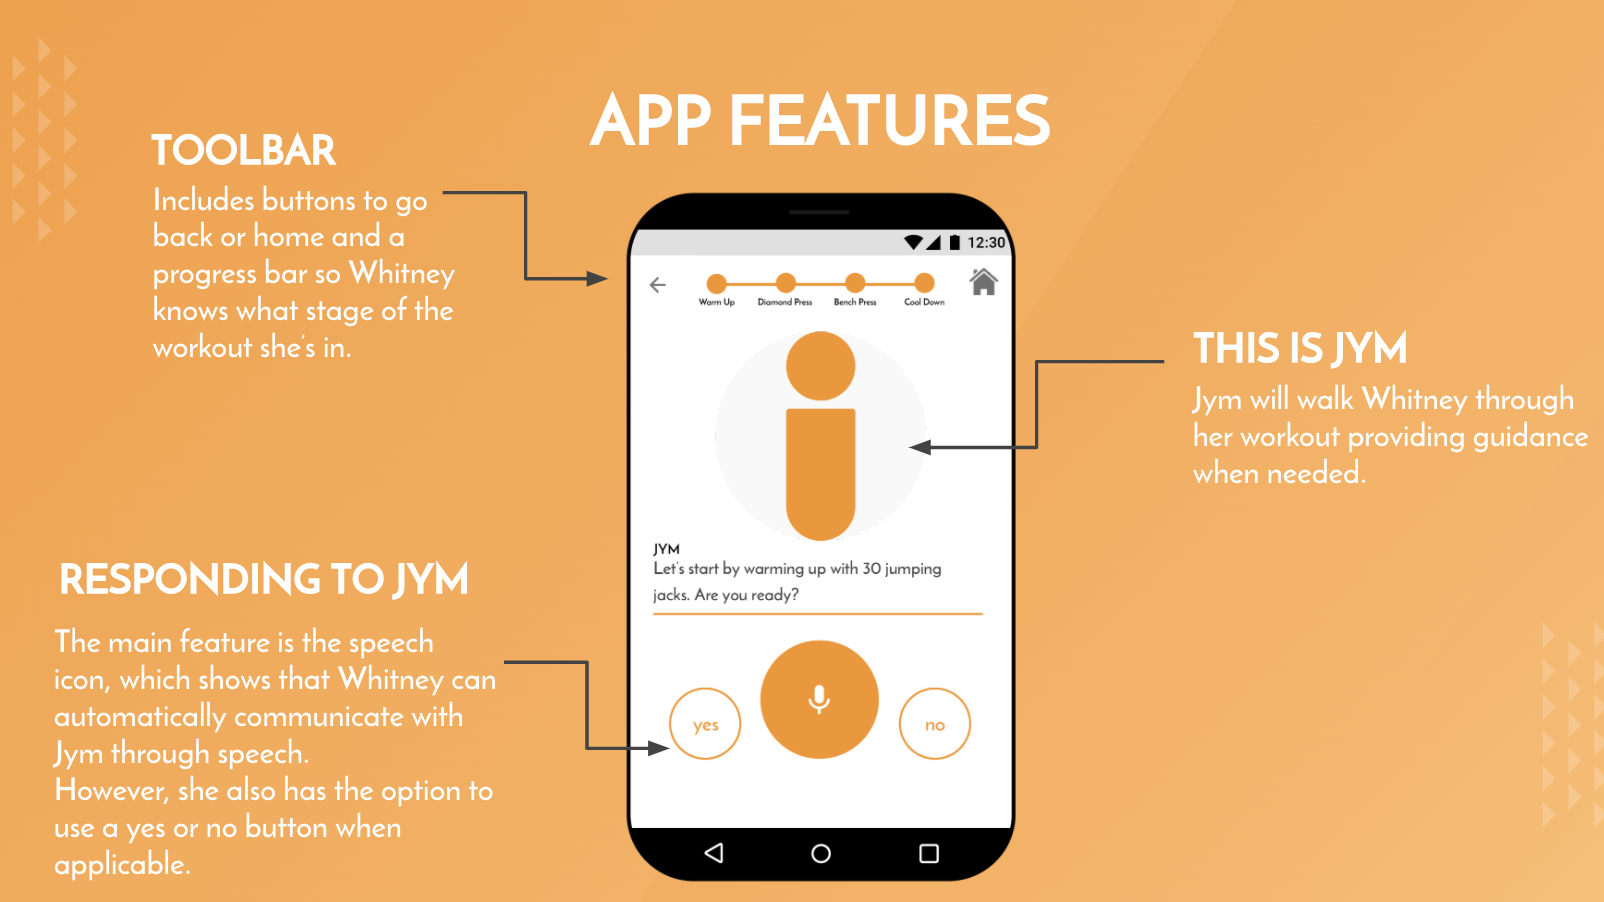 APP FEATURES
TOOLBAR
Includes buttons to go
back or home and a
progress bar so Whitney
knows what stage of the
workout she's in.
12:30
Warm Up
Diamond Press
Bench Press
Cool Down
THIS IS JYM
Jym will walk Whitney through
her workout providing guidance
when needed.
JYM
Let's start by warming up with 30 jumping
jacks. Are you ready?
RESPONDING TO JYM
The main feature is the speech
icon, which shows that Whitney can
automatically communicate with
Jym through speech.
However, she also has the option to
use a yes or no button when
applicable.
yes
no